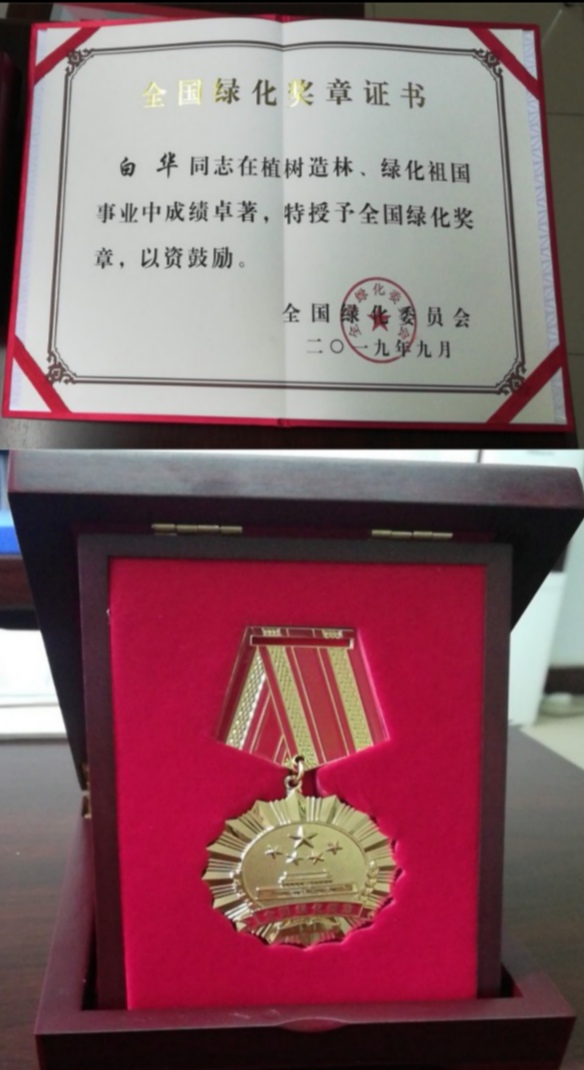 全国绿化奖章证书
白华同志在植树造林、绿化祖国
事业中成绩卓著，特授予全国绿化奖
章，以资鼓励。
全国绿化委员会
二〇一九年九月